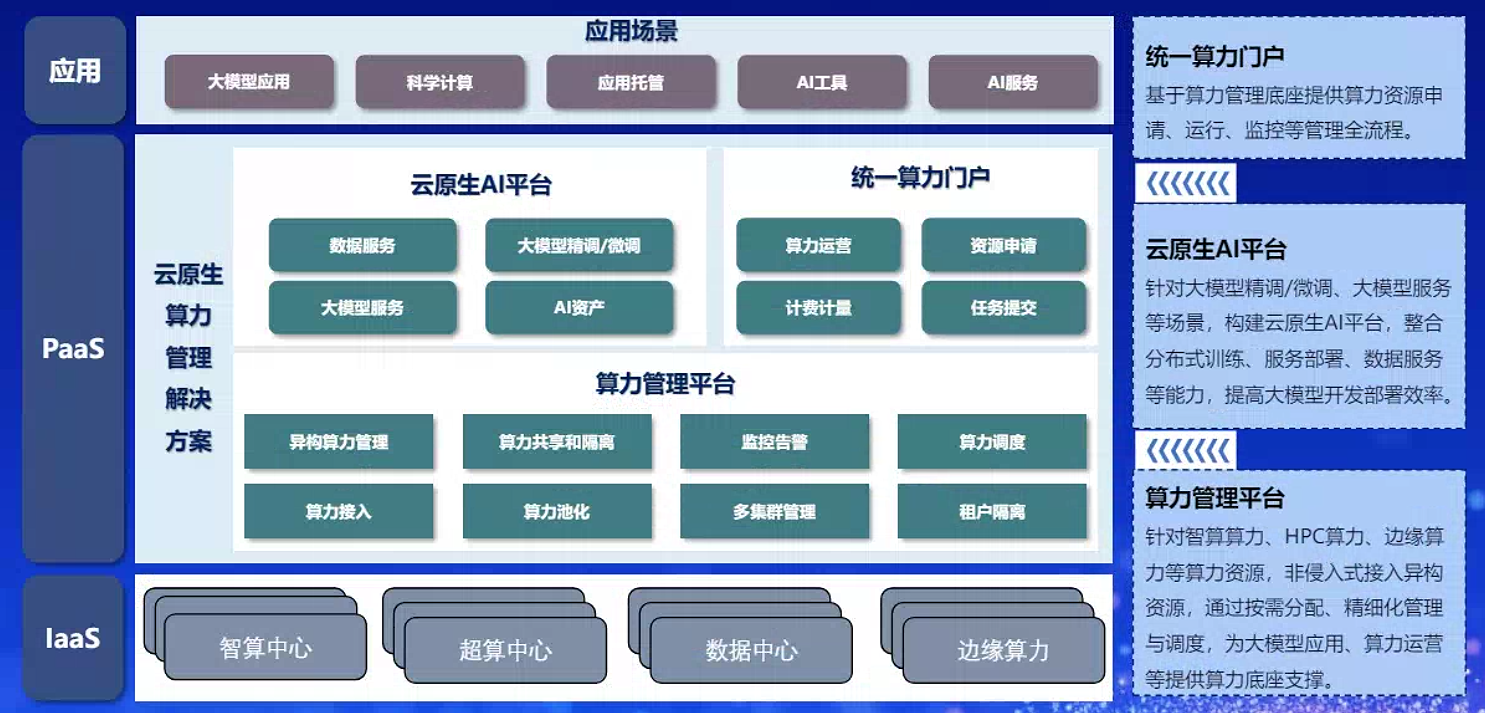 应用
应用场景
大模型应用
科学计算
应用托管
AI工具
AI服务
PaaS
云原生
算力
管理
解决
方案
云原生AI平台
数据服务
大模型精调/微调
大模型服务
AI资产
统一算力门户
算力运营
资源申请
计费计量
任务提交
算力管理平台
异构算力管理
算力共享和隔离
监控告警
算力调度
算力接入
算力池化
多集群管理
租户隔离
IaaS
智算中心
超算中心
数据中心
边缘算力
统一算力门户
基于算力管理底座提供算力资源申
请、运行、监控等管理全流程。
云原生AI平台
针对大模型精调/微调、大模型服务
等场景，构建云原生AI平台，整合
分布式训练、服务部署、数据服务
等能力，提高大模型开发部署效率。
算力管理平台
针对智算算力、HPC算力、边缘算
力等算力资源，非侵入式接入异构
资源，通过按需分配、精细化管理
与调度，为大模型应用、算力运营
等提供算力底座支撑。